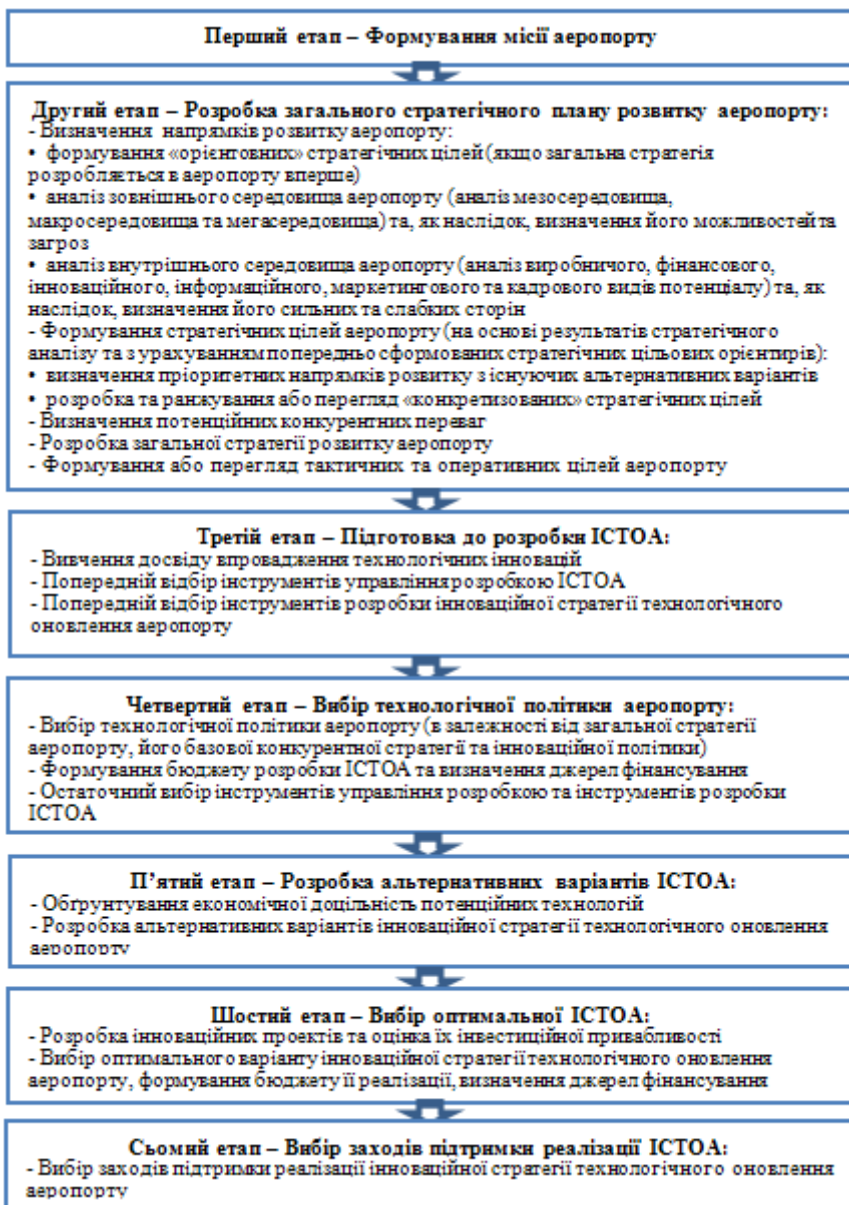 Перший етап – Формування місії аеропорту
Другий етап – Розробка загального стратегічного плану розвитку аеропорту:
- Визначення напрямків розвитку аеропорту:
• формування «орієнтовних» стратегічних цілей (якщо загальна стратегія
розробляється в аеропорту вперше)
• аналіз зовнішнього середовища аеропорту (аналіз мезосередовища,
макросередовища та мегасередовища) та, як наслідок, визначення його можливостей та
загроз
• аналіз внутрішнього середовища аеропорту (аналіз виробничого, фінансового,
інноваційного, інформаційного, маркетингового та кадрового видів потенціалу) та, як
наслідок, визначення його сильних та слабких сторін
- Формування стратегічних цілей аеропорту (на основі результатів стратегічного
аналізу та з урахуванням попередньо сформованих стратегічних цільових орієнтирів):
• визначення пріоритетних напрямків розвитку з існуючих альтернативних варіантів
• розробка та ранжування або перегляд «конкретизованих» стратегічних цілей
- Визначення потенційних конкурентних переваг
- Розробка загальної стратегії розвитку аеропорту
- Формування або перегляд тактичних та оперативних цілей аеропорту
Третій етап – Підготовка до розробки ІСТОА:
- Вивчення досвіду впровадження технологічних інновацій
- Попередній відбір інструментів управління розробкою ІСТОА
- Попередній відбір інструментів розробки інноваційної стратегії технологічного
оновлення аеропорту
Четвертий етап – Вибір технологічної політики аеропорту:
- Вибір технологічної політики аеропорту (в залежності від загальної стратегії
аеропорту, його базової конкурентної стратегії та інноваційної політики)
- Формування бюджету розробки ІСТОА та визначення джерел фінансування
- Остаточний вибір інструментів управління розробкою та інструментів розробки
ІСТОА
П’ятий етап – Розробка альтернативних варіантів ІСТОА:
- Обґрунтування економічної доцільність потенційних технологій
- Розробка альтернативних варіантів інноваційної стратегії технологічного оновлення
аеропорту
Шостий етап – Вибір оптимальної ІСТОА:
- Розробка інноваційних проектів та оцінка їх інвестиційної привабливості
- Вибір оптимального варіанту інноваційної стратегії технологічного оновлення
аеропорту, формування бюджету її реалізації, визначення джерел фінансування
Сьомий етап – Вибір заходів підтримки реалізації ІСТОА:
- Вибір заходів підтримки реалізації інноваційної стратегії технологічного оновлення
аеропорту